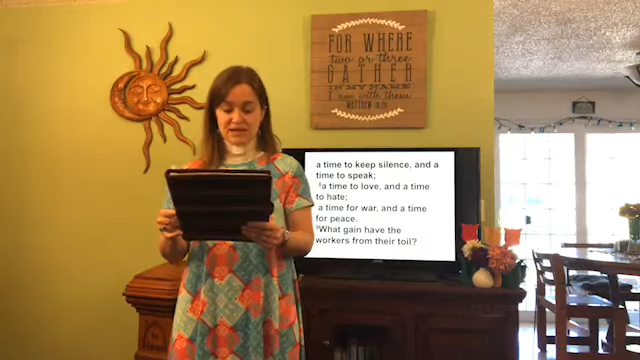 FOR WHERE
two or three
GATHER
IN MY NAME
I am with them
MATTHEW 18:20
a time to keep silence, and a
time to speak;
⁸a time to love, and a time
to hate;
a time for war, and a time
for peace.
⁹What gain have the
workers from their toil?